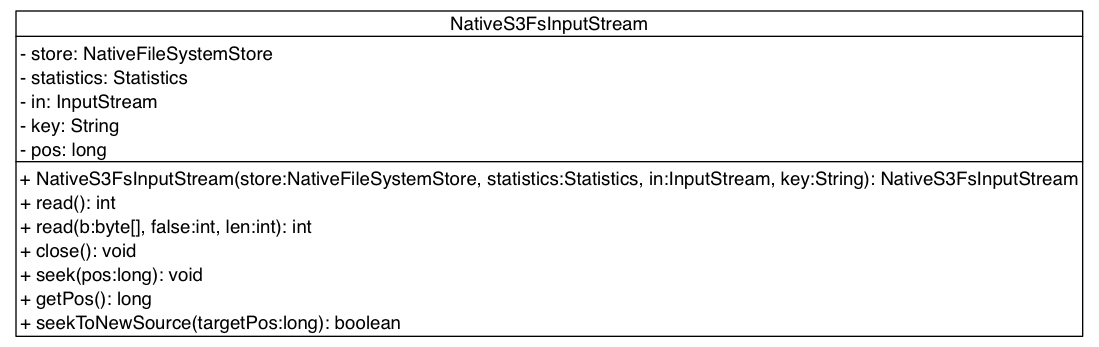 NativeS3FsInputStream
- store: NativeFileSystemStore
- statistics: Statistics
- in: InputStream
- key: String
- pos: long
+ NativeS3FsInputStream(store:NativeFileSystemStore, statistics:Statistics, in:InputStream, key:String): NativeS3FsInputStream
+ read(): int
+ read(b:byte[], false:int, len:int): int
+ close(): void
+ seek(pos:long): void
+ getPos(): long
+ seekToNewSource(targetPos:long): boolean